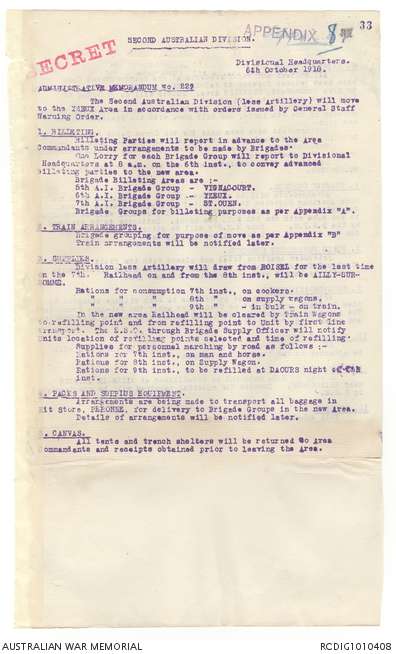 33
APPENDIX 8
SECRET
SECOND AUSTRALIAN DIVISION.
Divisional Headquarters.
6th October 1918.
ADMINISTRATIVE MEMORANDUM No. 229
The Second Australian Division (less Artillery) will move
to the YZEUX Area in accordance with orders issued by General Staff
Warning Order.
1. BILLETING.
Billeting Parties will report in advance to the Area
Commandants under arrangements to be made by Brigades.
One Lorry for each Brigade Group will report to Divisional
Headquarters at 8 a.m. on the 6th inst., to convey advanced
billeting parties to the new area.
Brigade Billeting Areas are :-
5th A.I. Brigade Group - VIGNACOURT.
6th A.I. Brigade Group - YZEUX.
7th A.I. Brigade Group - ST.OUEN.
Brigade Groups for billeting purposes as per Appendix "A".
2. TRAIN ARRANGEMENTS.
Brigade grouping for purpose of move as per Appendix "B"
Train arrangements will be notified later.
3. SUPPLIES.
Division less Artillery will draw from ROISEL for the last time
on the 7th. Railhead on and from the 8th inst., will be AILLY-SUR-
SOMME.
Rations for consumption 7th inst., on cookers.
" " " 8th " on supply wagons.
" " " 9th " - in bulk - on train.
In the new area Railhead will be cleared by Train Wagons
to refilling point and from refilling point to Unit by first line
transport. The S.S.O. through Brigade Supply Officer will notify
Units location of refilling points selected and time of refilling.
Supplies for personnel marching by road as follows :-
Rations for 7th inst., on man and horse.
Rations for 8th inst., on Supply Wagon.
Rations for 9th inst., to be refilled at DAOURS night of 7th
inst.
4. PACKS AND SURPLUS EQUIPMENT.
Arrangements are being made to transport all baggage in
Kit Store, PERONNE, for delivery to Brigade Groups in the new Area.
Details of arrangements will be notified later.
5. CANVAS.
All tents and trench shelters will be returned to Area
Commandants and receipts obtained prior to leaving the Area.
AUSTRALIAN WAR MEMORIAL
RCDIG1010408